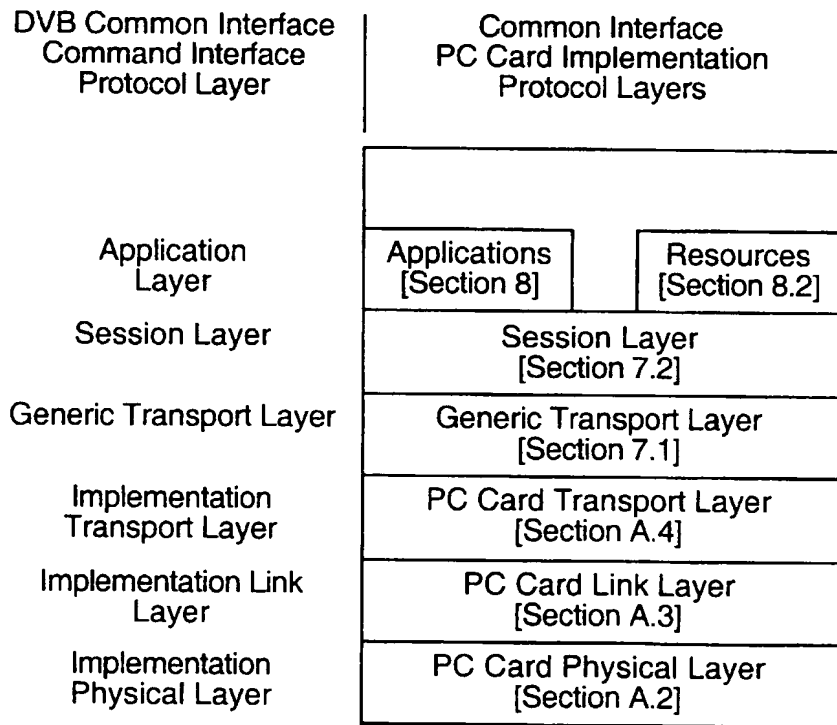 DVB Common Interface
Command Interface
Protocol Layer
Common Interface
PC Card Implementation
Protocol Layers
Application
Layer
Applications
[Section 8]
Resources
[Section 8.2]
Session Layer
Session Layer
[Section 7.2]
Generic Transport Layer
Generic Transport Layer
[Section 7.1]
Implementation
Transport Layer
PC Card Transport Layer
[Section A.4]
Implementation Link
Layer
PC Card Link Layer
[Section A.3]
Implementation
Physical Layer
PC Card Physical Layer
[Section A.2]